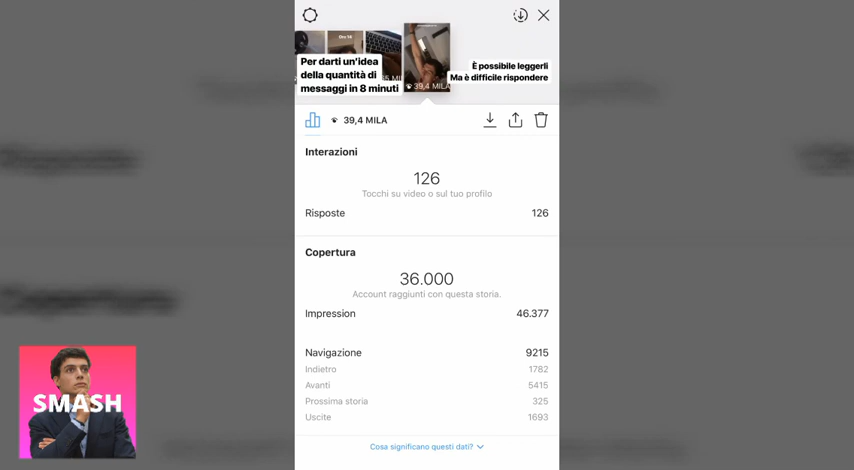 Ora 16
Per darti un'idea
della quantità di
messaggi in 8 minuti
39,4 MILA
È possibile leggerli
Ma è difficile rispondere
39,4 MILA
Interazioni
126
Tocchi su video o sul tuo profilo
Risposte 126
Copertura
36.000
Account raggiunti con questa storia.
Impression 46.377
Navigazione 9215
Indietro 1782
Avanti 5415
Prossima storia 325
Uscite 1693
Cosa significano questi dati?
SMASH